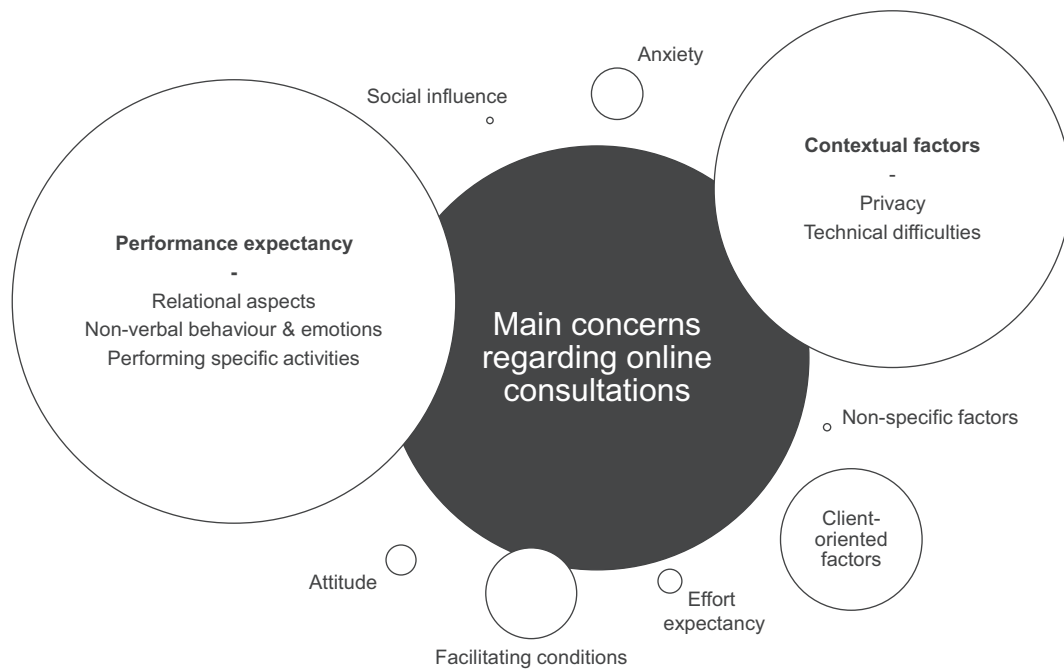 Anxiety
Social influence
Contextual factors
-
Privacy
Technical difficulties
Performance expectancy
-
Relational aspects
Non-verbal behaviour & emotions
Performing specific activities
Main concerns
regarding online
consultations
Non-specific factors
Client-
oriented
factors
Attitude
Effort
expectancy
Facilitating conditions